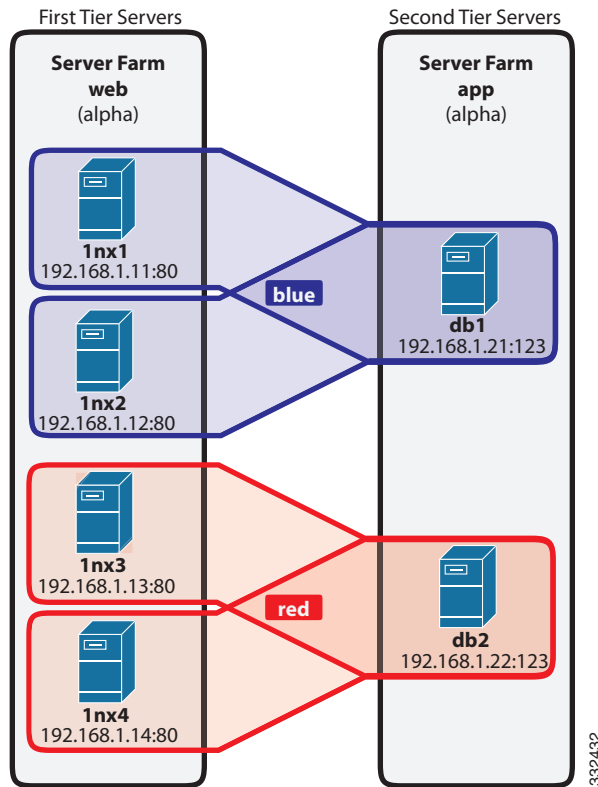 First Tier Servers
Second Tier Servers
Server Farm
web
(alpha)
Server Farm
app
(alpha)
1nx1
192.168.1.11:80
blue
db1
192.168.1.21:123
1nx2
192.168.1.12:80
1nx3
192.168.1.13:80
red
db2
192.168.1.22:123
1nx4
192.168.1.14:80
332432